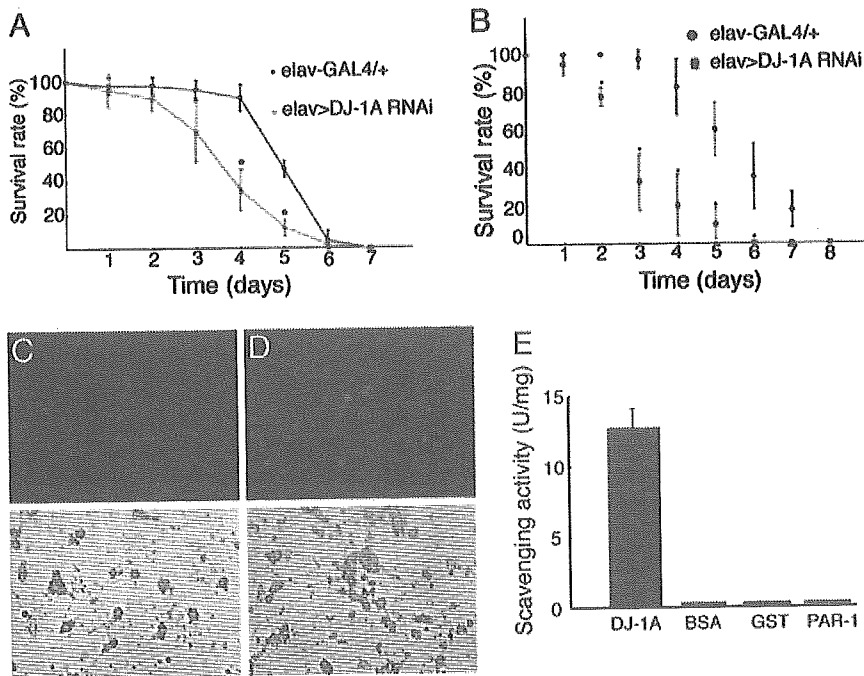 A
elav-GAL4/+
elav>DJ-1A RNAi
Survival rate (%)
100
80
60
40
20
1 2 3 4 5 6 7
Time (days)
B
elav-GAL4/+
elav>DJ-1A RNAi
Survival rate (%)
100
80
60
40
20
0
1 2 3 4 5 6 7 8
Time (days)
C
D
E
Scavenging activity (U/mg)
15
10
5
0
DJ-1A BSA GST PAR-1